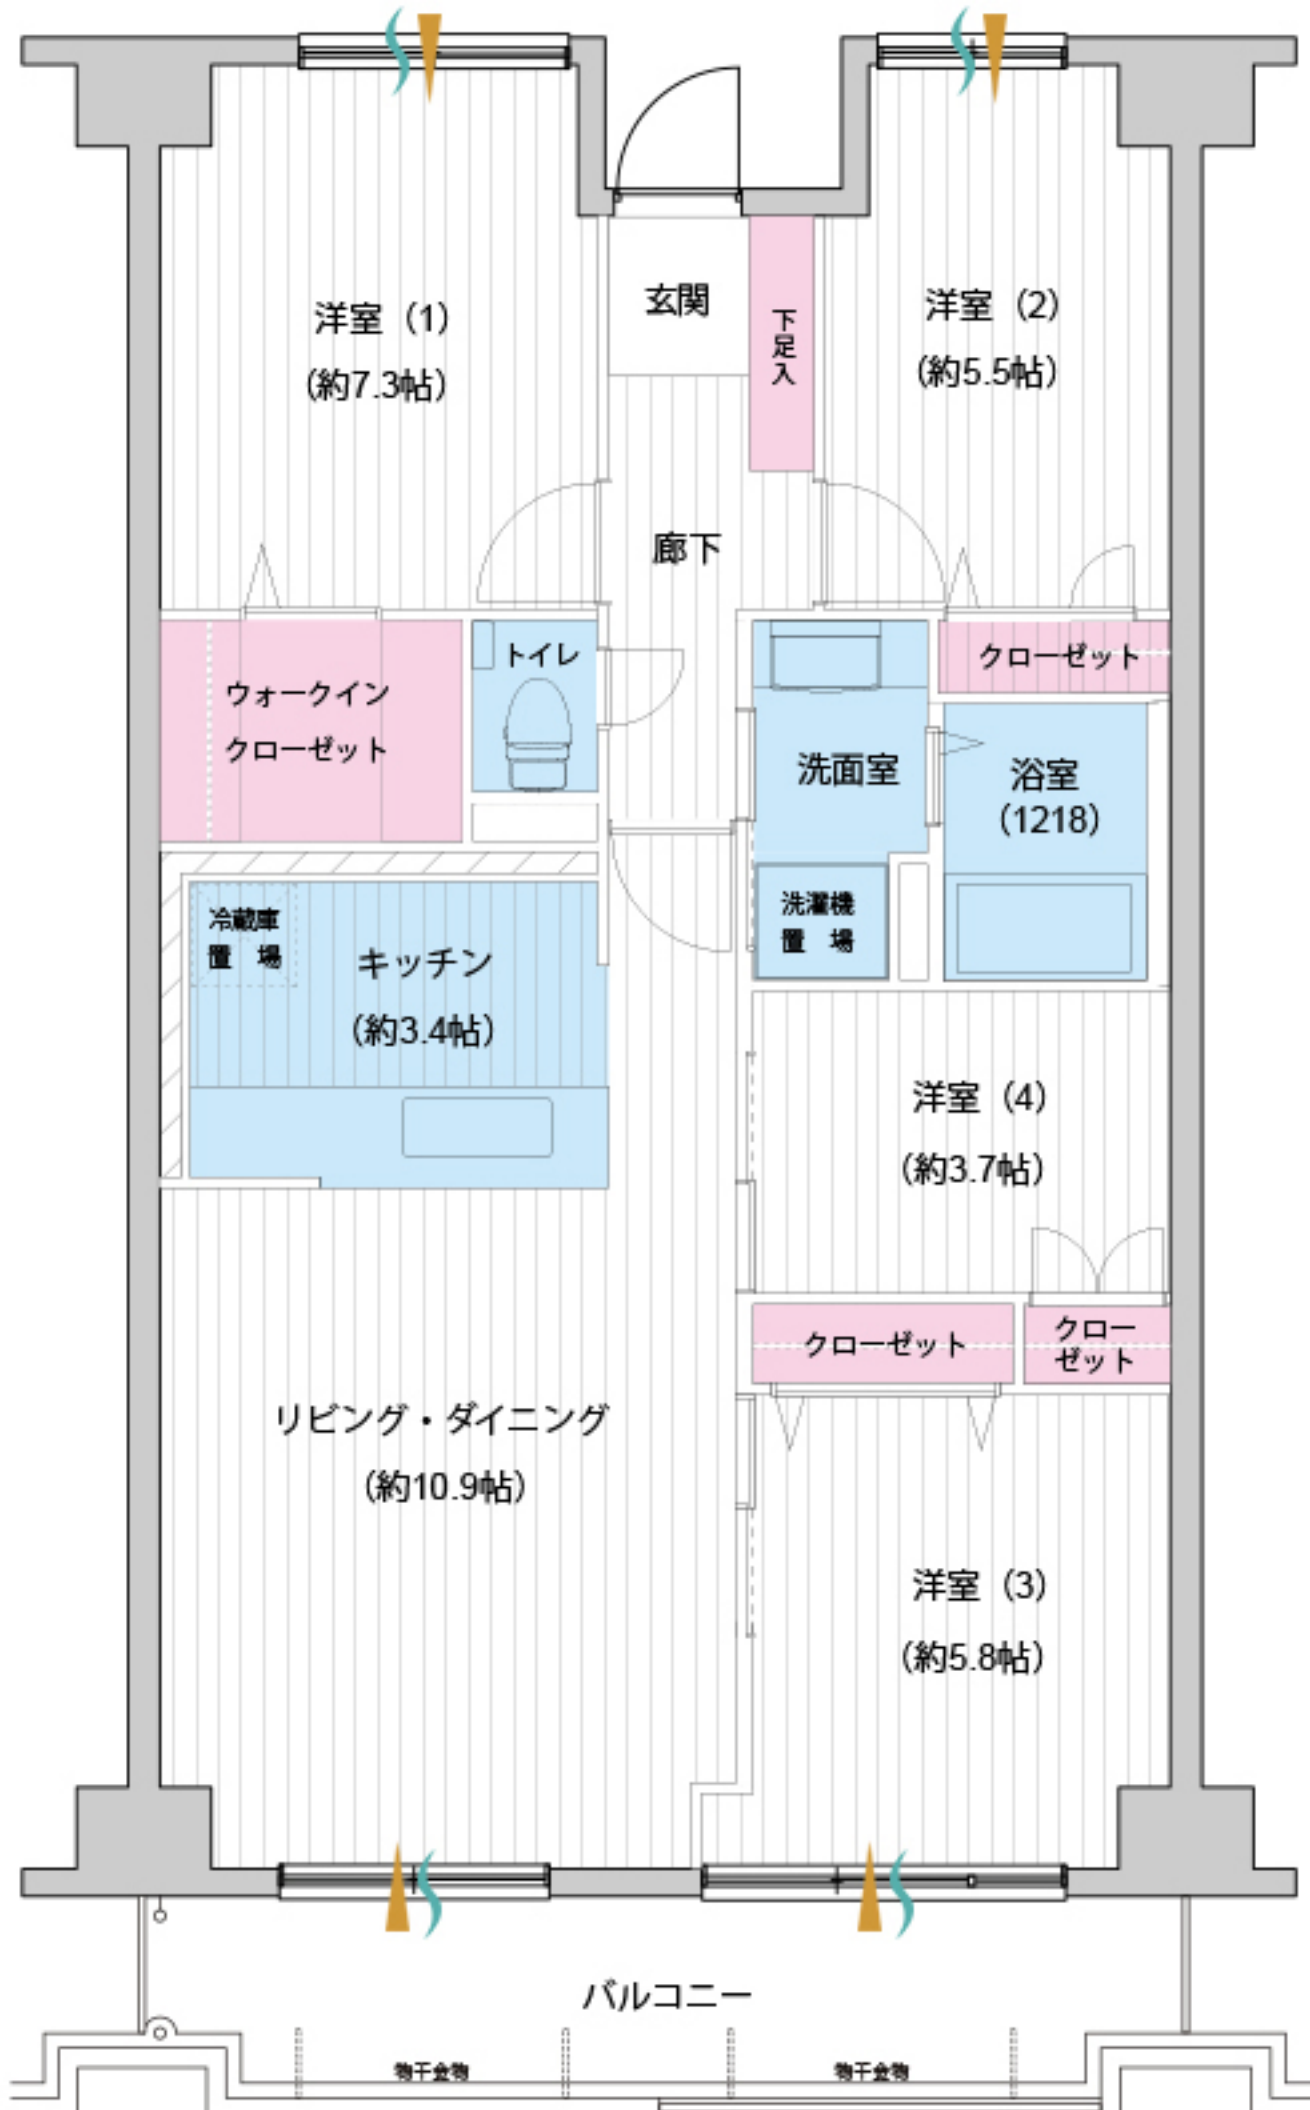 洋室（1）
（約7.3帖）
玄関
下足入
洋室（2）
（約5.5帖）
廊下
ウォークイン
クローゼット
トイレ
洗面室
クローゼット
浴室
（1218）
冷蔵庫
置　場
キッチン
（約3.4帖）
洗濯機
置　場
洋室（4）
（約3.7帖）
クローゼット
クロー
ゼット
リビング・ダイニング
（約10.9帖）
洋室（3）
（約5.8帖）
バルコニー
物干金物
物干金物